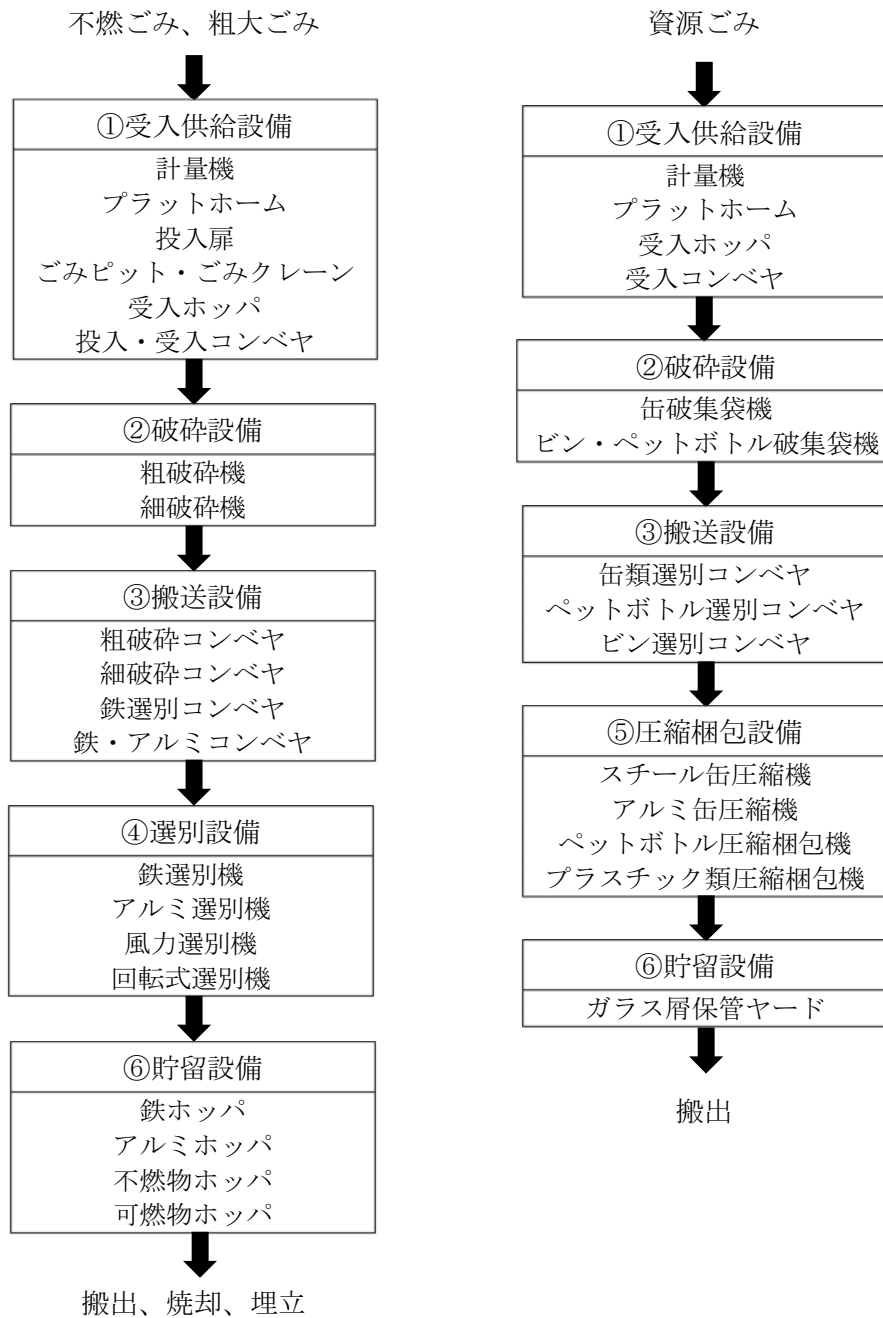 不燃ごみ、粗大ごみ
①受入供給設備
計量機
プラットホーム
投入扉
ごみピット・ごみクレーン
受入ホッパ
投入・受入コンベヤ
②破砕設備
粗破砕機
細破砕機
③搬送設備
粗破砕コンベヤ
細破砕コンベヤ
鉄選別コンベヤ
鉄・アルミコンベヤ
④選別設備
鉄選別機
アルミ選別機
風力選別機
回転式選別機
⑥貯留設備
鉄ホッパ
アルミホッパ
不燃物ホッパ
可燃物ホッパ
搬出、焼却、埋立
資源ごみ
①受入供給設備
計量機
プラットホーム
受入ホッパ
受入コンベヤ
②破砕設備
缶破集袋機
ビン・ペットボトル破集袋機
③搬送設備
缶類選別コンベヤ
ペットボトル選別コンベヤ
ビン選別コンベヤ
⑤圧縮梱包設備
スチール缶圧縮機
アルミ缶圧縮機
ペットボトル圧縮梱包機
プラスチック類圧縮梱包機
⑥貯留設備
ガラス屑保管ヤード
搬出